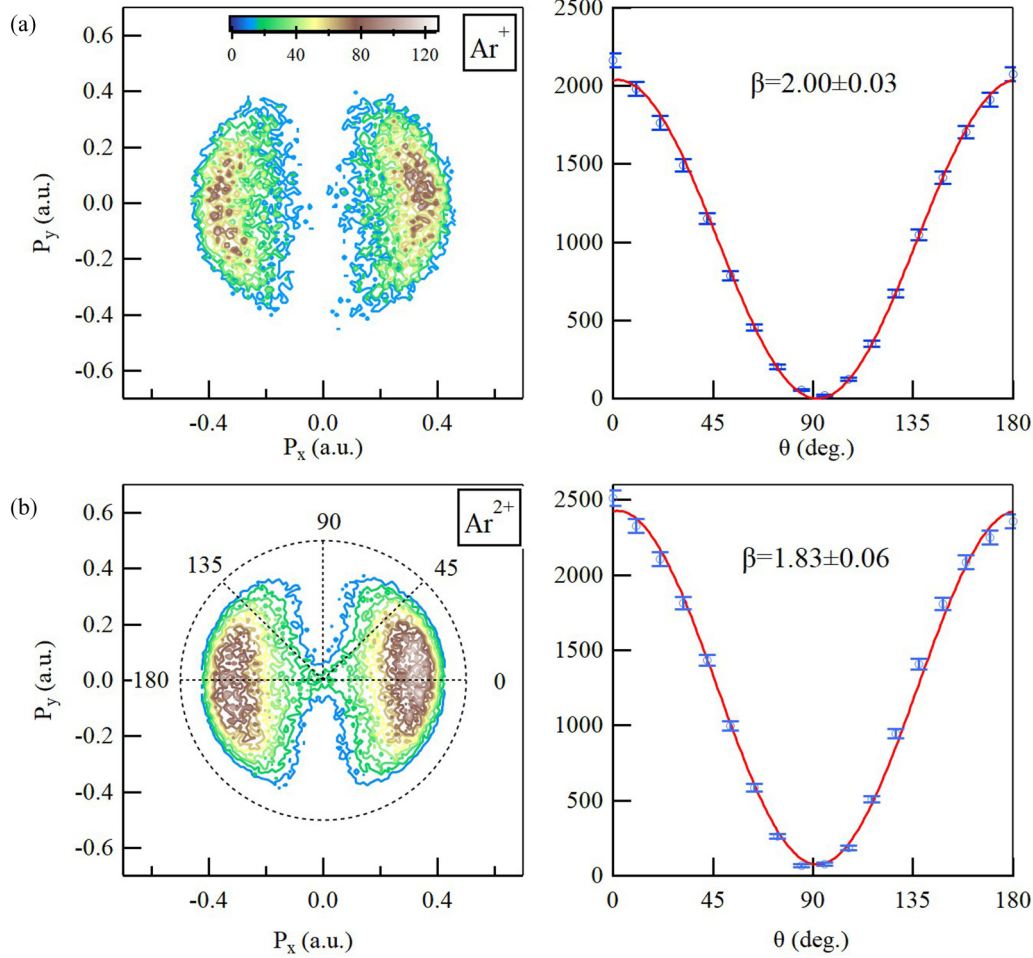 (a)
Ar+
0 40 80 120
0.6
0.4
0.2
0.0
-0.2
-0.4
-0.6
Py (a.u.)
-0.4 0.0 0.4
Px (a.u.)
2500
2000
1500
1000
500
0
β=2.00±0.03
0 45 90 135 180
θ (deg.)
(b)
Ar2+
0.6
0.4
0.2
0.0
-0.2
-0.4
-0.6
Py (a.u.)
90
135 45
180 0
-0.4 0.0 0.4
Px (a.u.)
2500
2000
1500
1000
500
0
β=1.83±0.06
0 45 90 135 180
θ (deg.)